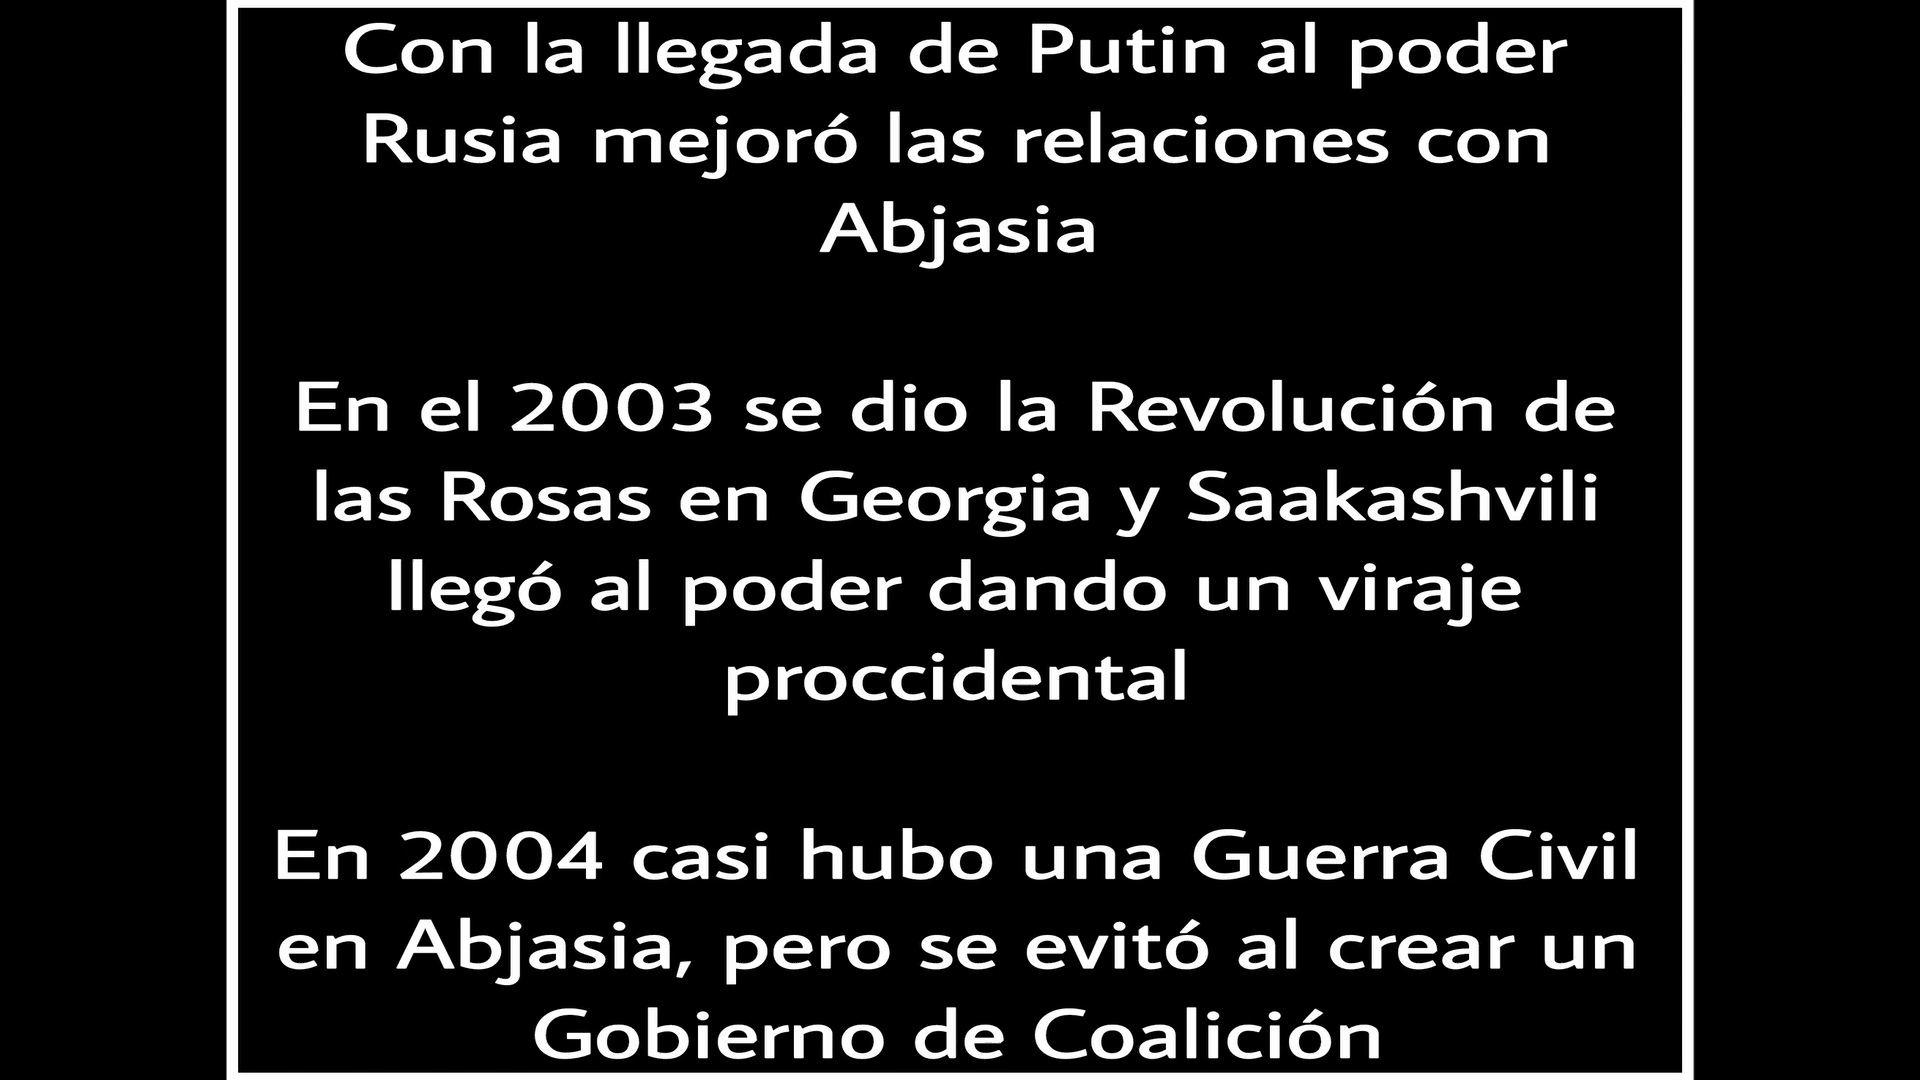 Con la llegada de Putin al poder
Rusia mejoró las relaciones con
Abjasia
En el 2003 se dio la Revolución de
las Rosas en Georgia y Saakashvili
llegó al poder dando un viraje
proccidental
En 2004 casi hubo una Guerra Civil
en Abjasia, pero se evitó al crear un
Gobierno de Coalición